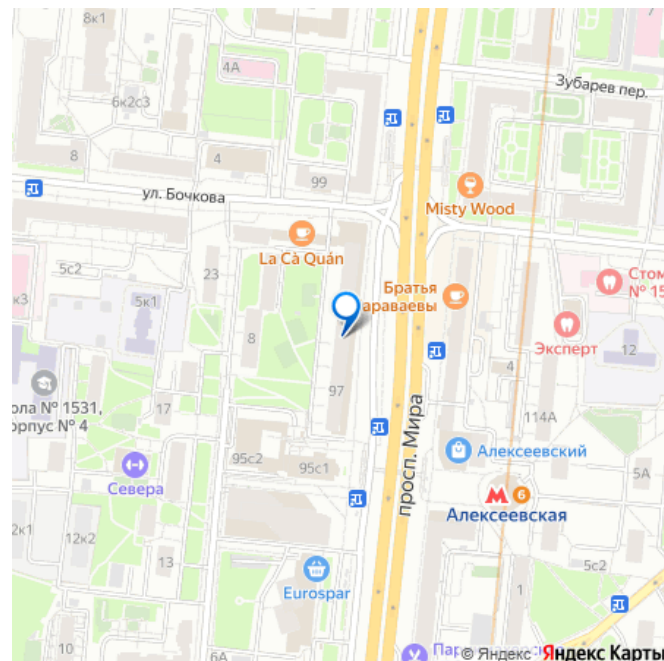 8к1
4А
Зубарев пер.
6к2с3
8
4
99
ул. Бочкова
Misty Wood
La Cà Quán
5с2
23
Братья
араваевы
Стом
№ 15
к3
5к1
8
Эксперт
12
4
97
ола № 1531,
орпус № 4
17
просп. Мира
114А
Алексеевский
95с2
95с1
5А
Севера
6
Алексеевская
2к1
12к2
13
Eurospar
5с2
10
6А
Пар
© Яндекс
Яндекс Карты